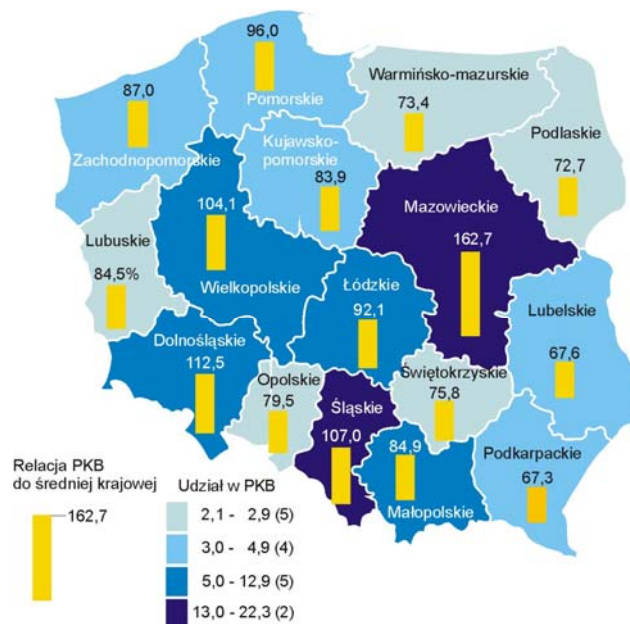 96,0
Pomorskie
87,0
Zachodnopomorskie
Warmińsko-mazurskie
73,4
Podlaskie
72,7
Kujawsko-
pomorskie
83,9
104,1
Wielkopolskie
Mazowieckie
162,7
Lubuskie
84,5%
Łódzkie
92,1
Lubelskie
67,6
Dolnośląskie
112,5
Opolskie
79,5
Śląskie
107,0
Świętokrzyskie
75,8
84,9
Małopolskie
Podkarpackie
67,3
Relacja PKB
do średniej krajowej
162,7
Udział w PKB
2,1 - 2,9 (5)
3,0 - 4,9 (4)
5,0 - 12,9 (5)
13,0 - 22,3 (2)